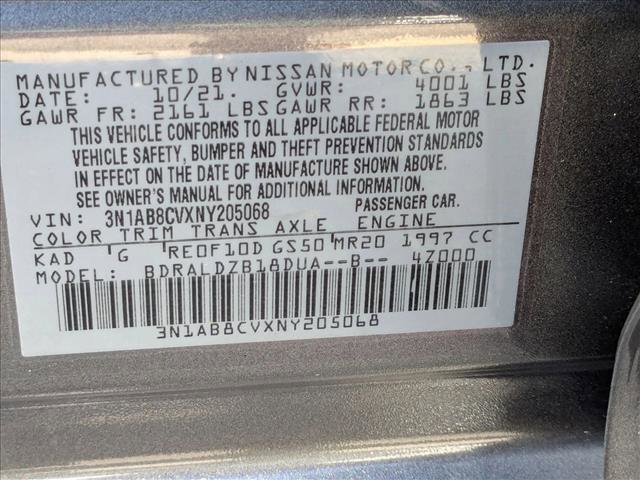 MANUFACTURED BY NISSAN MOTOR CO., LTD.
DATE: 10/21. GVWR: 4001 LBS
GAWR FR: 2161 LBS GAWR RR: 1863 LBS
THIS VEHICLE CONFORMS TO ALL APPLICABLE FEDERAL MOTOR
VEHICLE SAFETY, BUMPER AND THEFT PREVENTION STANDARDS
IN EFFECT ON THE DATE OF MANUFACTURE SHOWN ABOVE.
SEE OWNER'S MANUAL FOR ADDITIONAL INFORMATION.
VIN: 3N1AB8CVXNY205068 PASSENGER CAR.
COLOR TRIM TRANS AXLE ENGINE
KAD G RE0F10D GS50 MR20 1997 CC
MODEL: BDRALDZB18DUA--B-- 4Z000
3N1AB8CVXNY205068